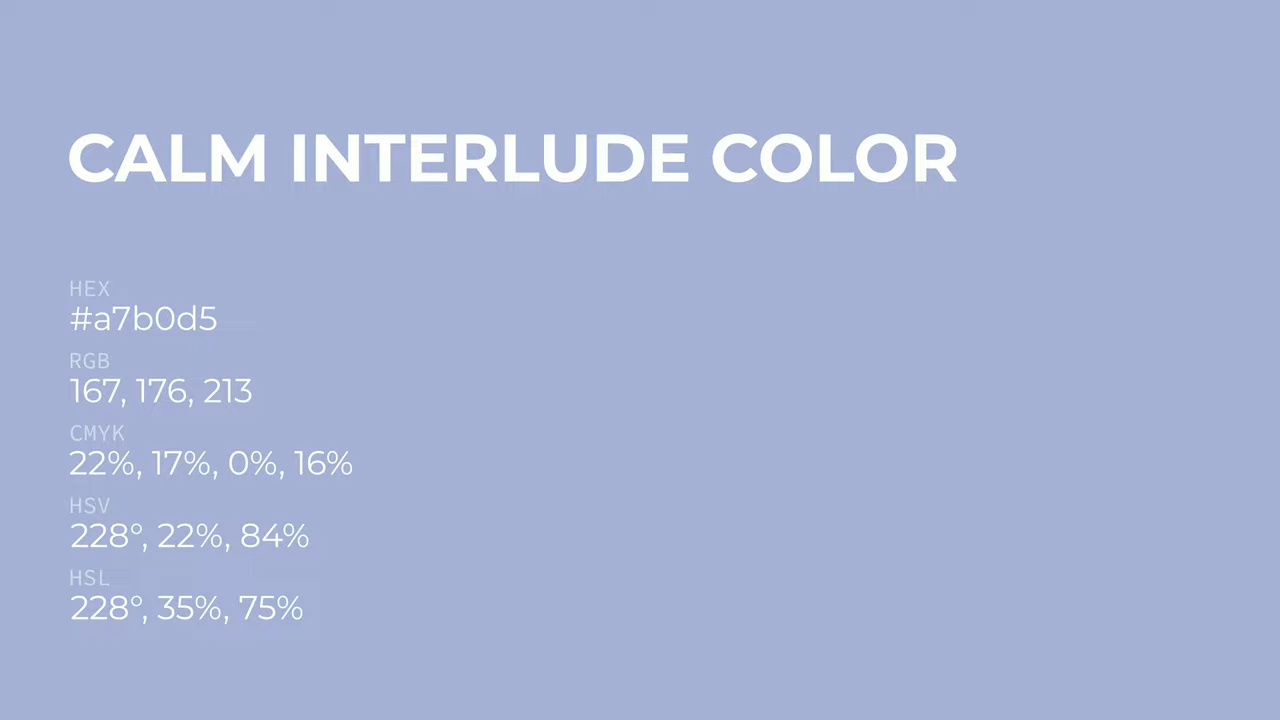 CALM INTERLUDE COLOR
HEX
#a7b0d5
RGB
167, 176, 213
CMYK
22%, 17%, 0%, 16%
HSV
228°, 22%, 84%
HSL
228°, 35%, 75%